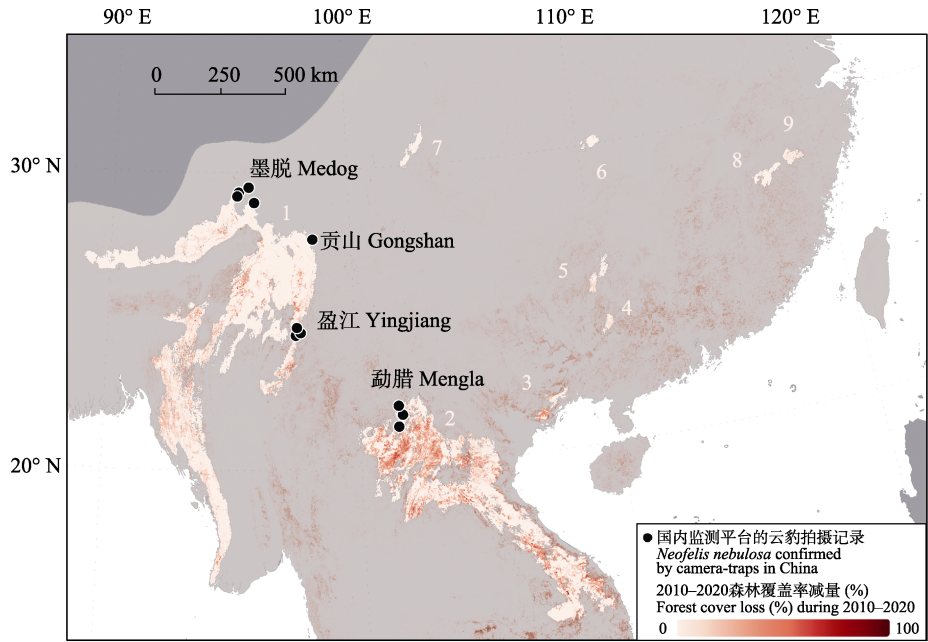 90° E 100° E 110° E 120° E
0 250 500 km
30° N
20° N
9
7
8
6
墨脱 Medog
1
贡山 Gongshan
5
4
盈江 Yingjiang
勐腊 Mengla
3
2
国内监测平台的云豹拍摄记录
Neofelis nebulosa confirmed
by camera-traps in China
2010–2020森林覆盖率减量 (%)
Forest cover loss (%) during 2010–2020
0 100